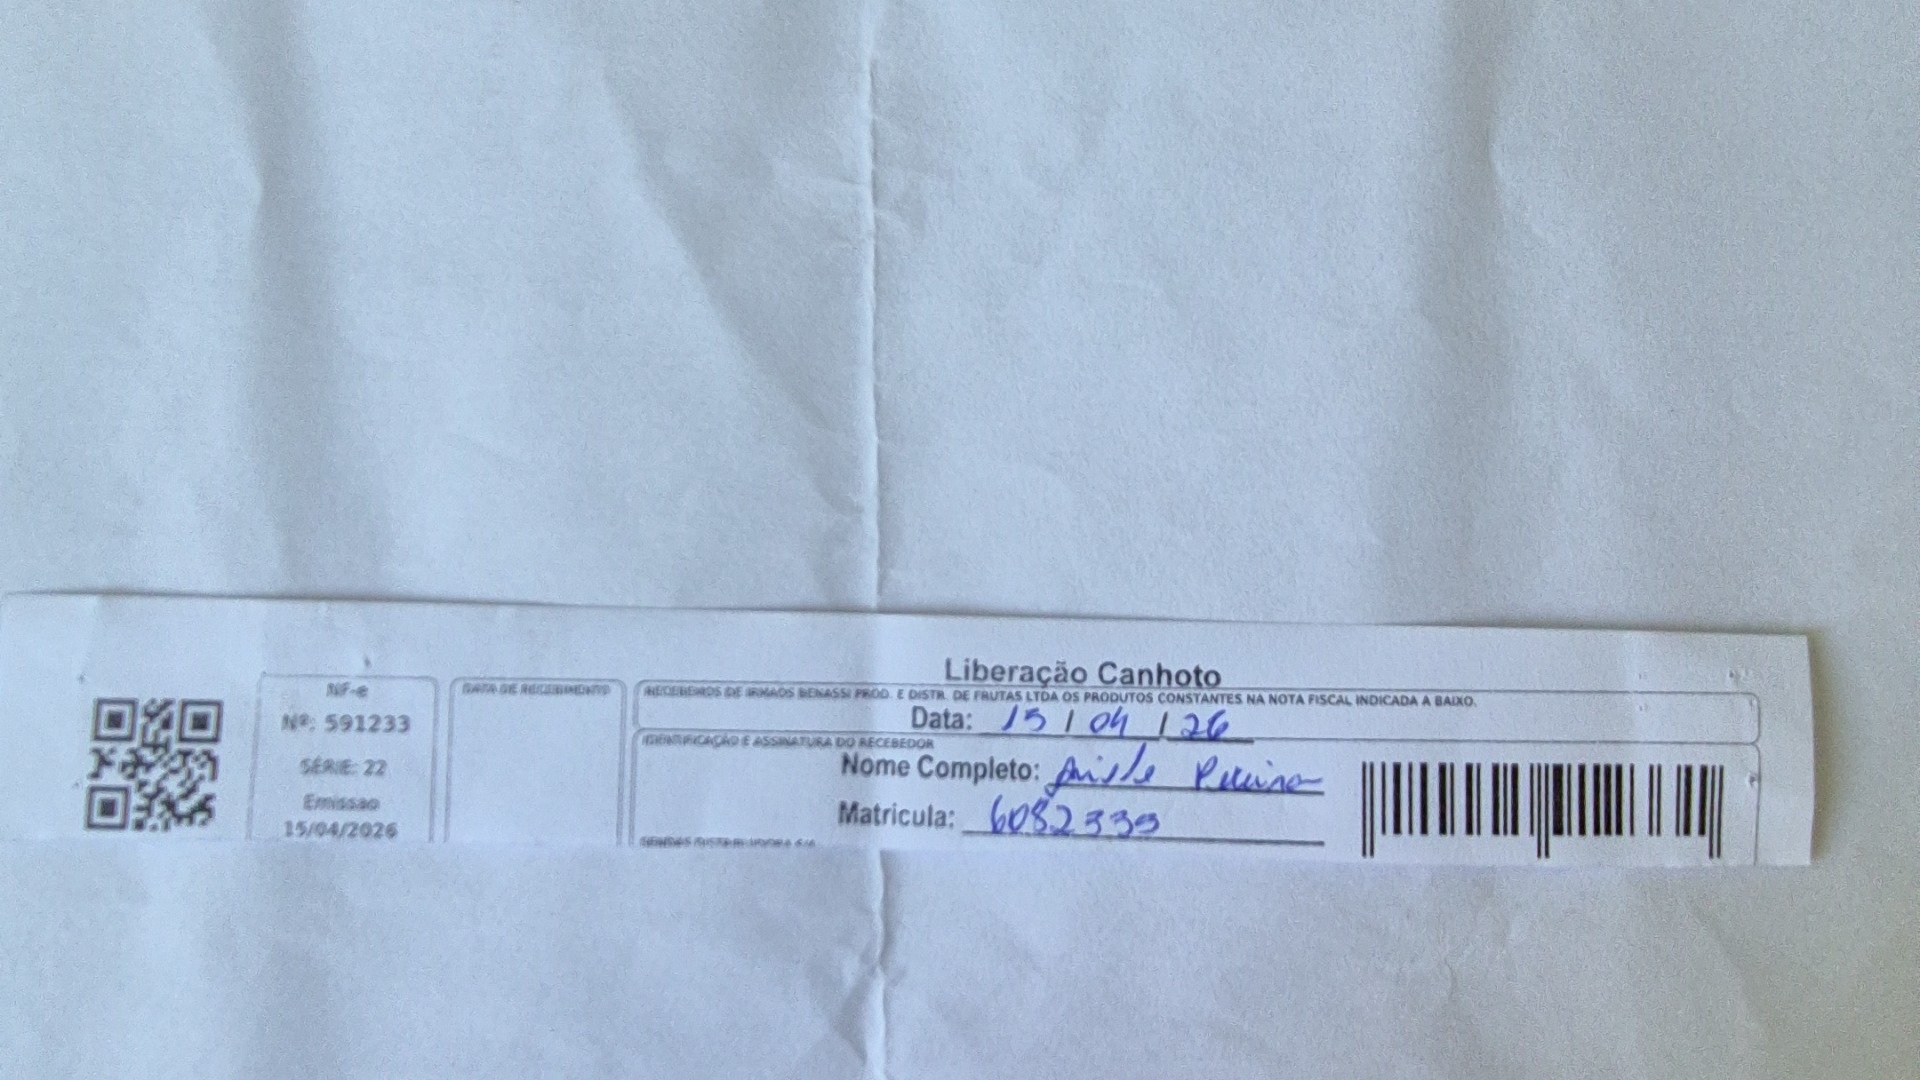 Liberação Canhoto
NF-e
Nº: 591233
SÉRIE: 22
Emissão
15/04/2026
DATA DE RECEBIMENTO
RECEBEMOS DE IRMAOS BENASSI PROD. E DISTR. DE FRUTAS LTDA OS PRODUTOS CONSTANTES NA NOTA FISCAL INDICADA A BAIXO.
Data: 15 / 04 / 26
IDENTIFICAÇÃO E ASSINATURA DO RECEBEDOR
Nome Completo:
Matricula: 6082339